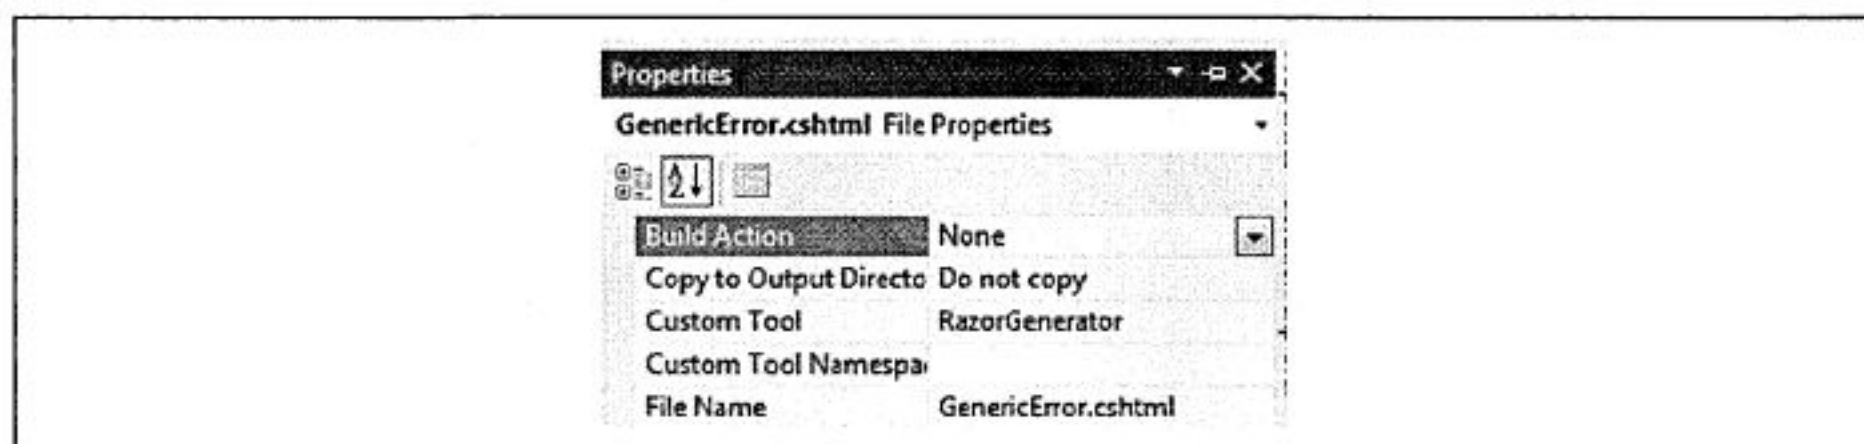 Properties
GenericError.cshtml File Properties
Build Action None
Copy to Output Directo Do not copy
Custom Tool RazorGenerator
Custom Tool Namespa
File Name GenericError.cshtml